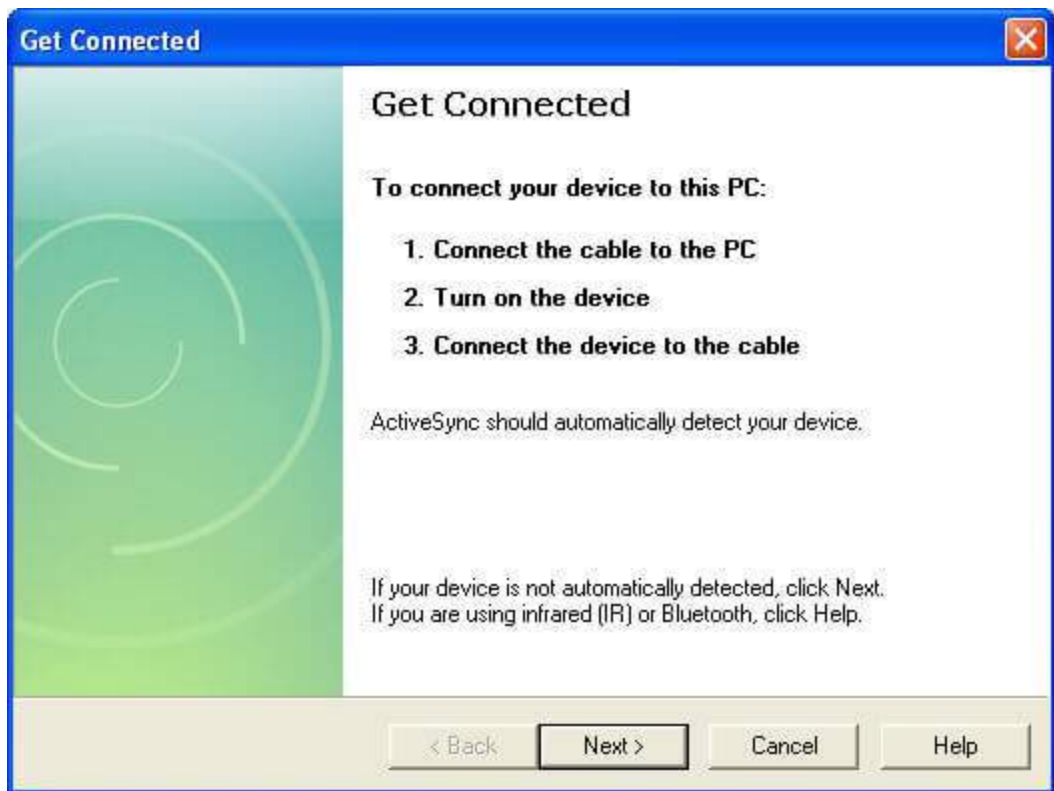 Get Connected
Get Connected
To connect your device to this PC:
1. Connect the cable to the PC
2. Turn on the device
3. Connect the device to the cable
ActiveSync should automatically detect your device.
If your device is not automatically detected, click Next.
If you are using infrared (IR) or Bluetooth, click Help.
< Back Next > Cancel Help